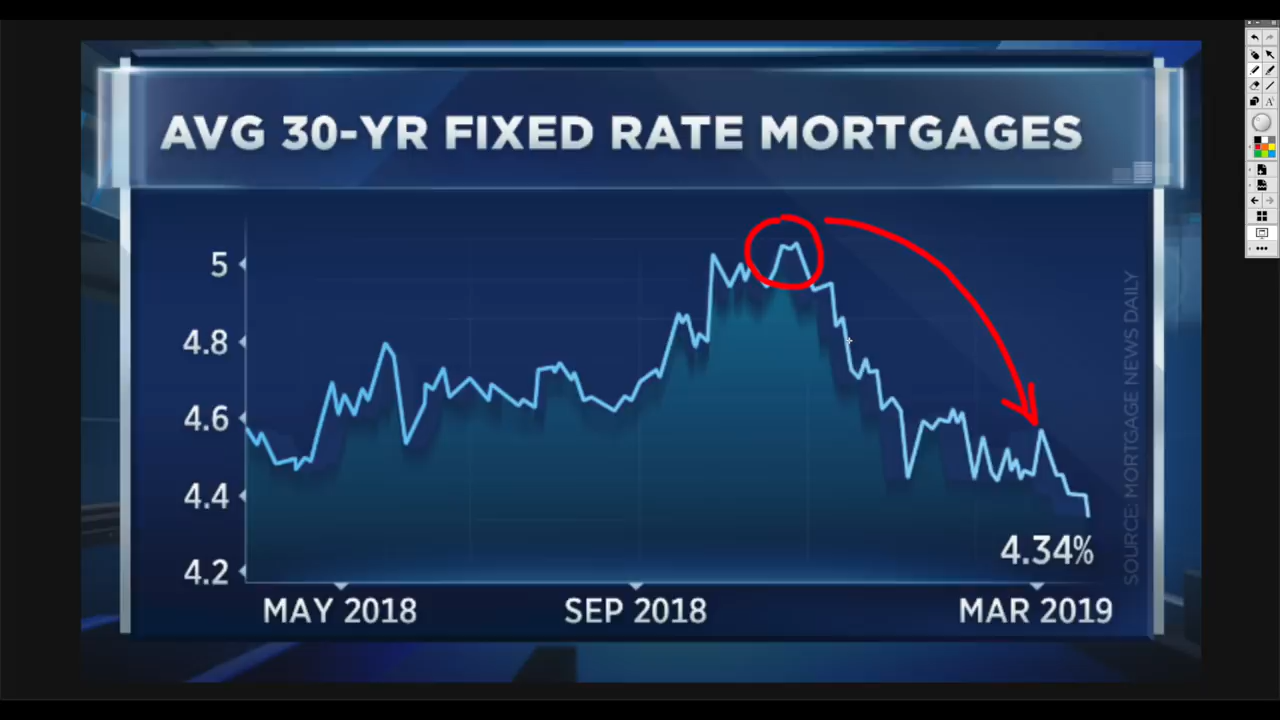 AVG 30-YR FIXED RATE MORTGAGES
5
4.8
4.6
4.4
4.2
4.34%
MAY 2018
SEP 2018
MAR 2019
SOURCE: MORTGAGE NEWS DAILY
A